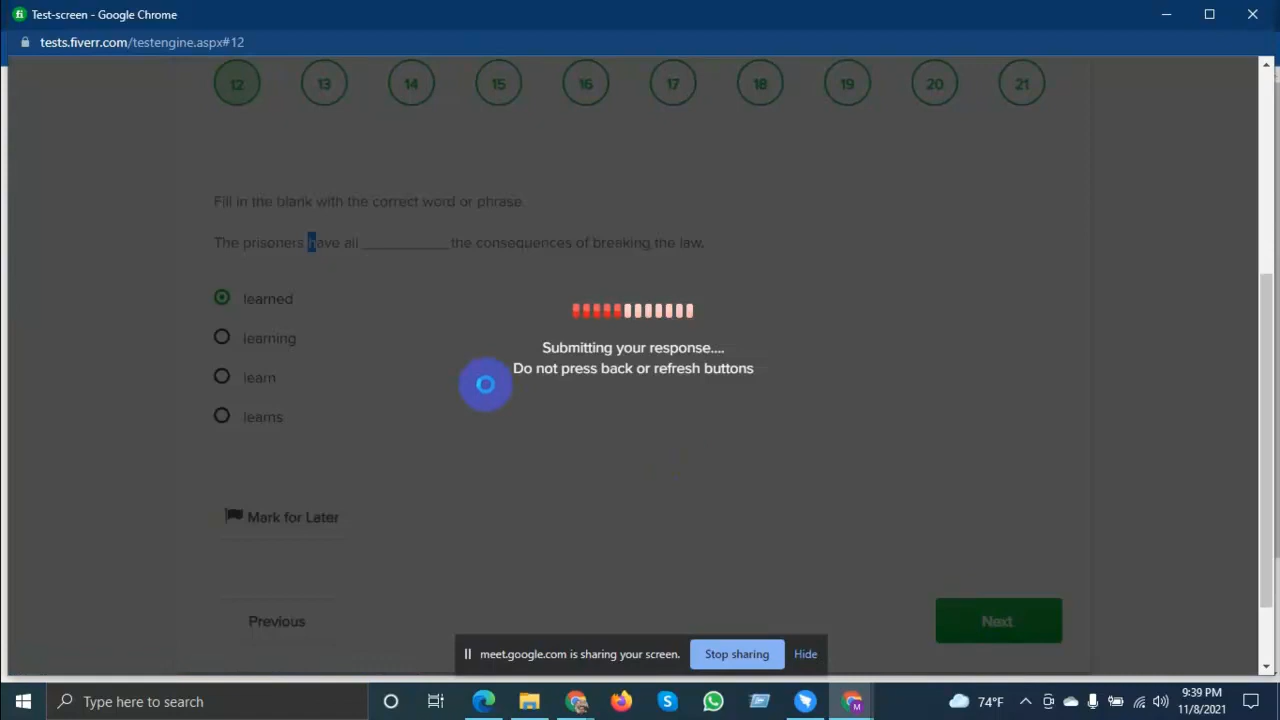 Test-screen - Google Chrome
tests.fiverr.com/testengine.aspx#12
12 13 14 15 16 17 18 19 20 21
Fill in the blank with the correct word or phrase.
The prisoners have all __________ the consequences of breaking the law.
learned
learning
learn
learns
Submitting your response....
Do not press back or refresh buttons
Mark for Later
Previous
Next
meet.google.com is sharing your screen.
Stop sharing
Hide
Type here to search
74°F
9:39 PM
11/8/2021